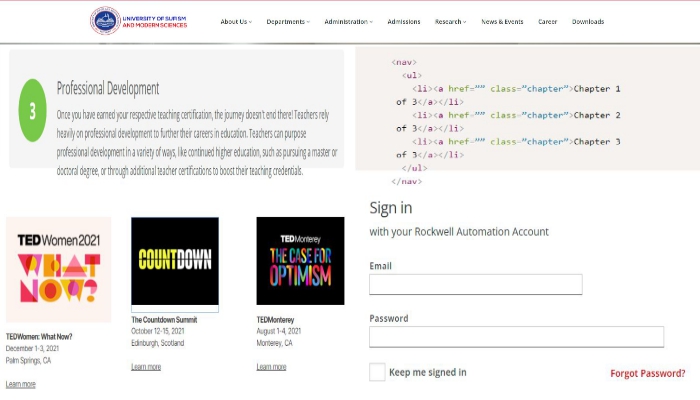 UNIVERSITY OF SUFISM
AND MODERN SCIENCES
About Us
Departments
Administration
Admissions
Research
News & Events
Career
Downloads
3
Professional Development
Once you have earned your respective teaching certification, the journey doesn't end there! Teachers rely
heavily on professional development to further their careers in education. Teachers can purpose
professional development in a variety of ways, like continued higher education, such as pursuing a master or
doctoral degree, or through additional teacher certifications to boost their teaching credentials.
<nav>
<ul>
<li><a href="" class="chapter">Chapter 1
of 3</a></li>
<li><a href="" class="chapter">Chapter 2
of 3</a></li>
<li><a href="" class="chapter">Chapter 3
of 3</a></li>
</ul>
</nav>
TEDWomen 2021
WHAT
NOW?
TEDWomen: What Now?
December 1-3, 2021
Palm Springs, CA
Learn more
COUNTDOWN
The Countdown Summit
October 12-15, 2021
Edinburgh, Scotland
Learn more
TEDMonterey
THE CASE FOR
OPTIMISM
TEDMonterey
August 1-4, 2021
Monterey, CA
Learn more
Sign in
with your Rockwell Automation Account
Email
Password
Keep me signed in
Forgot Password?